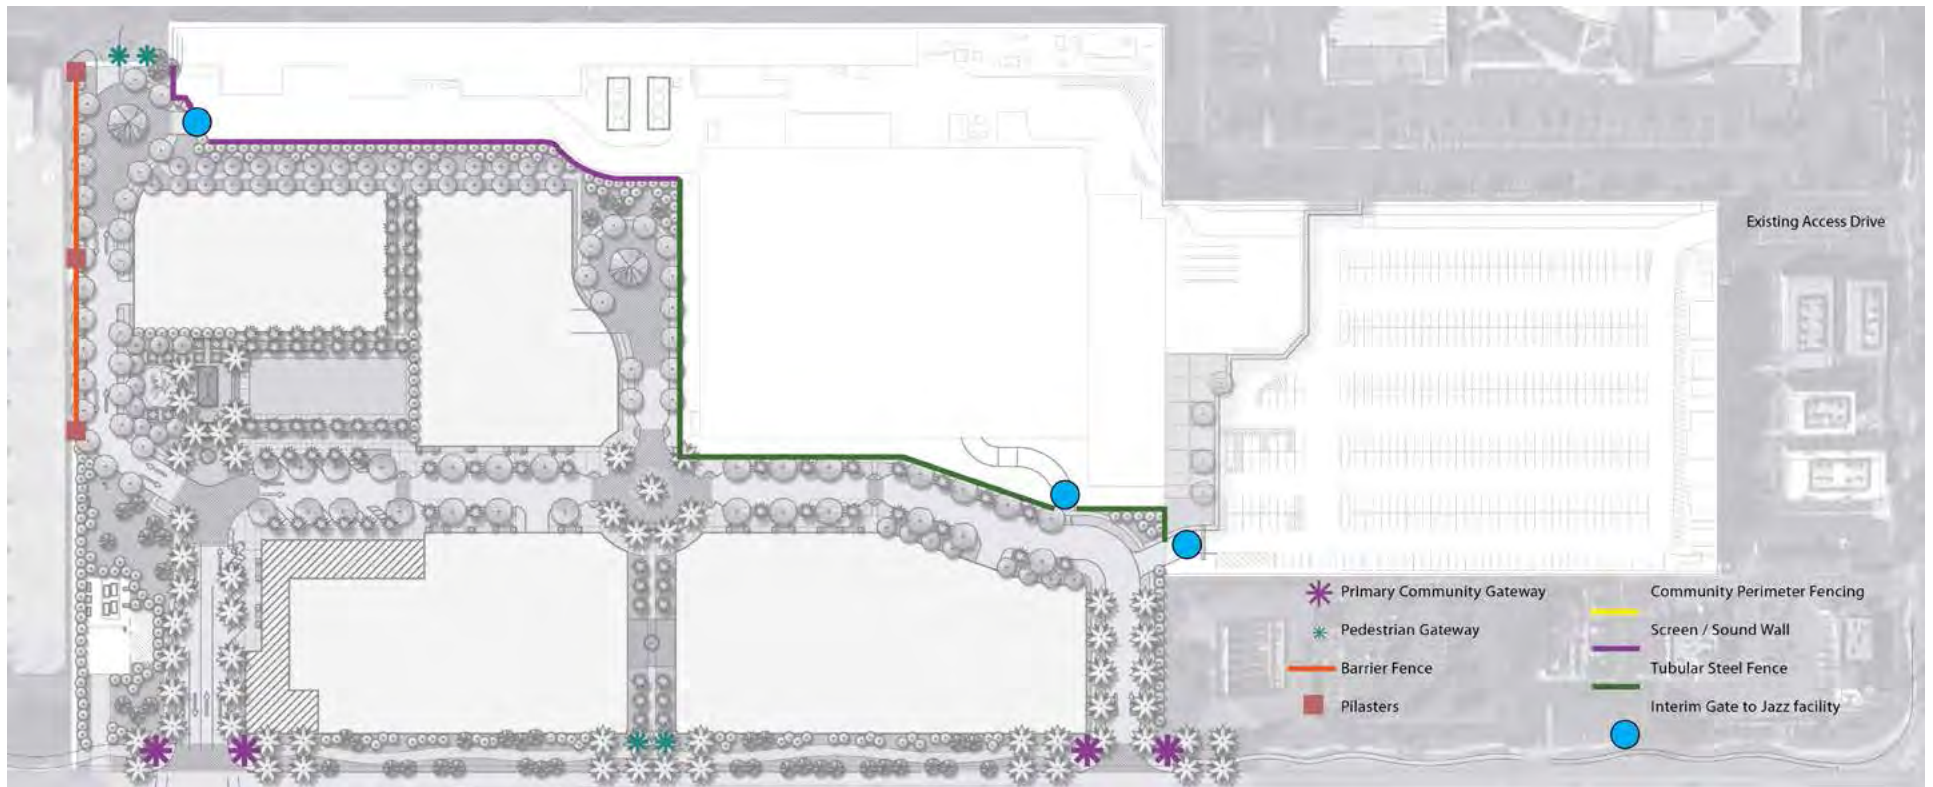 Existing Access Drive
Primary Community Gateway
Pedestrian Gateway
Barrier Fence
Pilasters
Community Perimeter Fencing
Screen / Sound Wall
Tubular Steel Fence
Interim Gate to Jazz facility